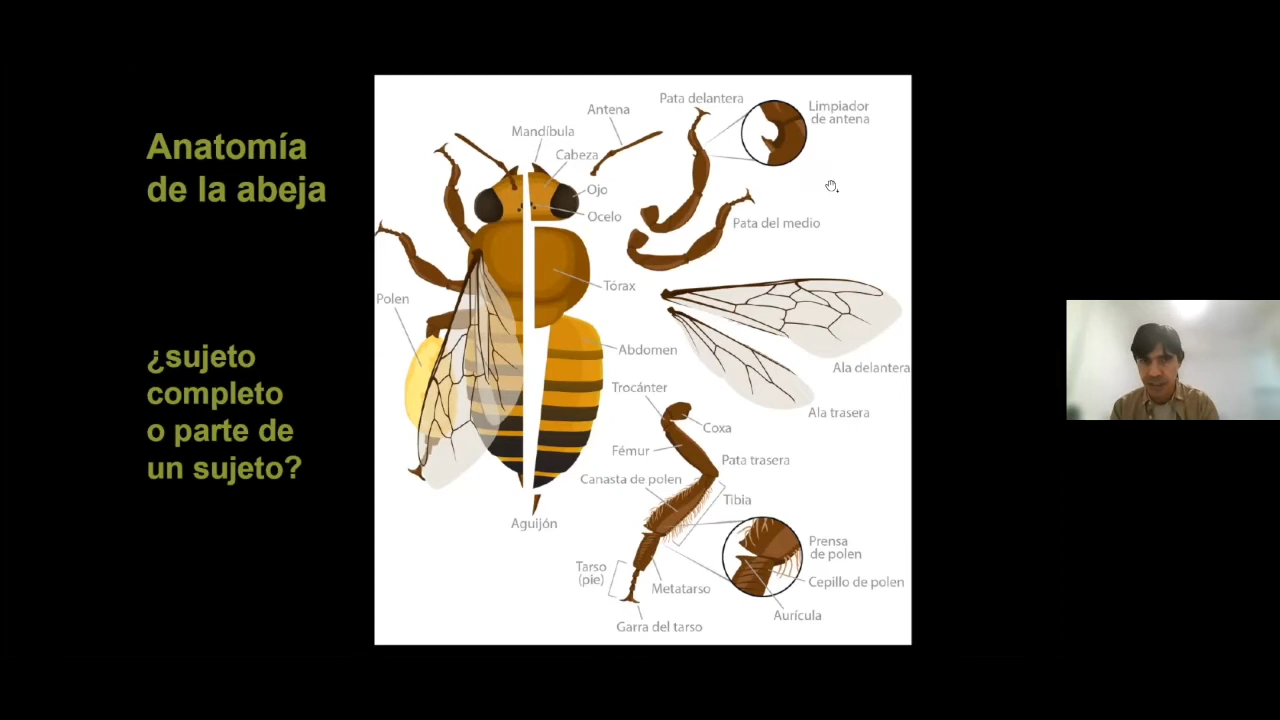 Anatomía
de la abeja
¿sujeto
completo
o parte de
un sujeto?
Pata delantera
Limpiador
de antena
Antena
Mandíbula
Cabeza
Ojo
Ocelo
Pata del medio
Tórax
Polen
Abdomen
Ala delantera
Trocánter
Ala trasera
Coxa
Fémur
Pata trasera
Canasta de polen
Tibia
Aguijón
Prensa
de polen
Tarso
(pie)
Cepillo de polen
Metatarso
Aurícula
Garra del tarso